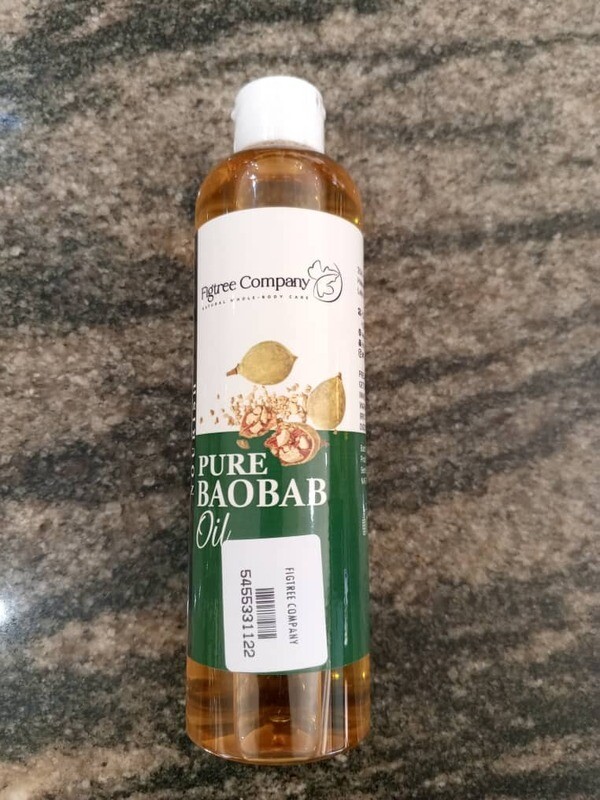 Figtree Company
NATURAL WHOLE-BODY CARE
PURE
BAOBAB
Oil
FIGTREE COMPANY
5455331122